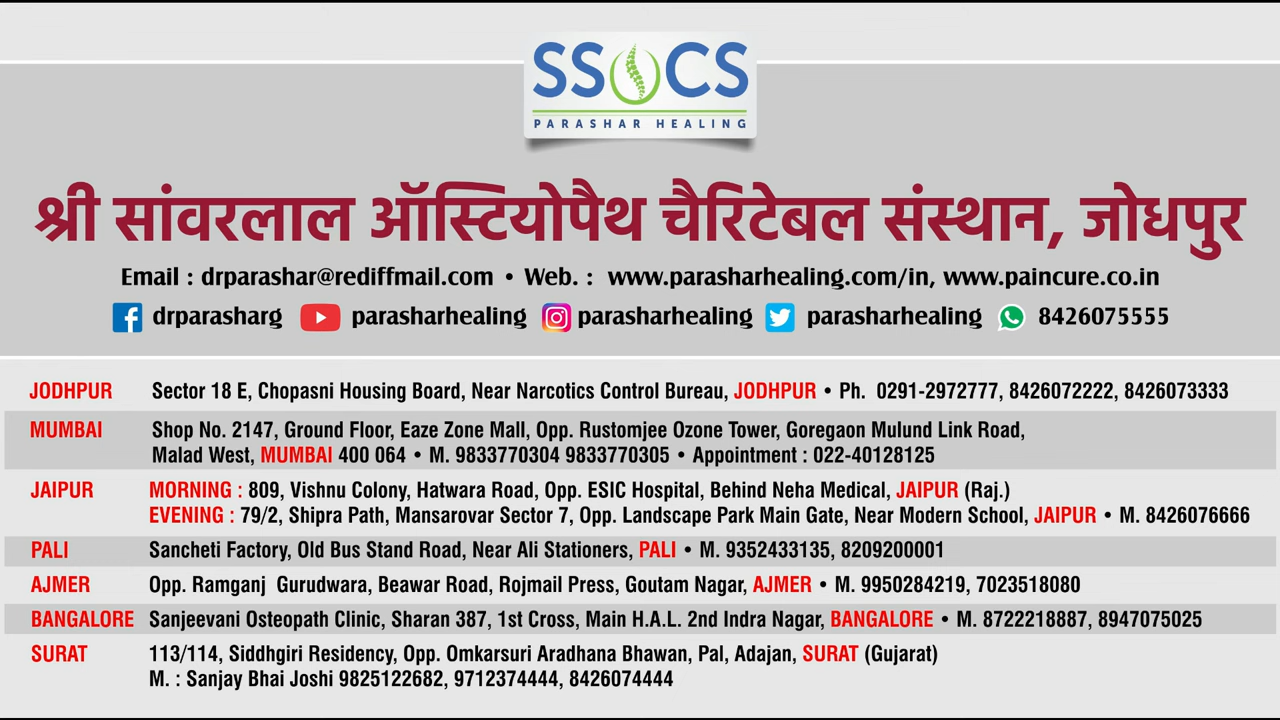 SSOCS
PARASHAR HEALING
श्री सांवरलाल ऑस्टियोपैथ चैरिटेबल संस्थान, जोधपुर
Email : drparashar@rediffmail.com • Web. : www.parasharhealing.com/in, www.paincure.co.in
drparasharg parasharhealing parasharhealing parasharhealing 8426075555
JODHPUR Sector 18 E, Chopasni Housing Board, Near Narcotics Control Bureau, JODHPUR • Ph. 0291-2972777, 8426072222, 8426073333
MUMBAI Shop No. 2147, Ground Floor, Eaze Zone Mall, Opp. Rustomjee Ozone Tower, Goregaon Mulund Link Road,
Malad West, MUMBAI 400 064 • M. 9833770304 9833770305 • Appointment : 022-40128125
JAIPUR MORNING : 809, Vishnu Colony, Hatwara Road, Opp. ESIC Hospital, Behind Neha Medical, JAIPUR (Raj.)
EVENING : 79/2, Shipra Path, Mansarovar Sector 7, Opp. Landscape Park Main Gate, Near Modern School, JAIPUR • M. 8426076666
PALI Sancheti Factory, Old Bus Stand Road, Near Ali Stationers, PALI • M. 9352433135, 8209200001
AJMER Opp. Ramganj Gurudwara, Beawar Road, Rojmail Press, Goutam Nagar, AJMER • M. 9950284219, 7023518080
BANGALORE Sanjeevani Osteopath Clinic, Sharan 387, 1st Cross, Main H.A.L. 2nd Indra Nagar, BANGALORE • M. 8722218887, 8947075025
SURAT 113/114, Siddhgiri Residency, Opp. Omkarsuri Aradhana Bhawan, Pal, Adajan, SURAT (Gujarat)
M. : Sanjay Bhai Joshi 9825122682, 9712374444, 8426074444